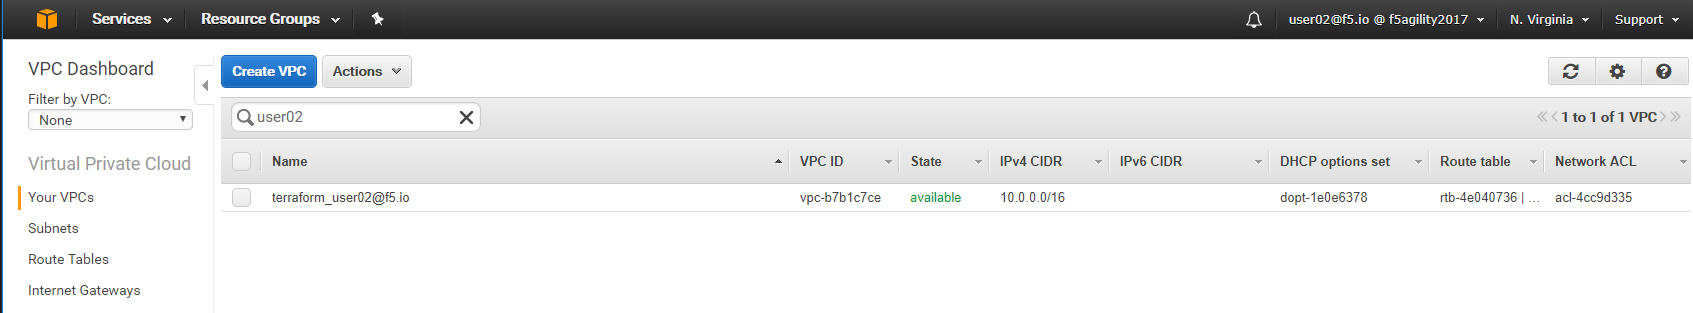 Services Resource Groups user02@f5.io @ f5agility2017 N. Virginia Support
VPC Dashboard
Filter by VPC:
None
Virtual Private Cloud
Your VPCs
Subnets
Route Tables
Internet Gateways
Create VPC Actions
user02 1 to 1 of 1 VPC
Name VPC ID State IPv4 CIDR IPv6 CIDR DHCP options set Route table Network ACL
terraform_user02@f5.io vpc-b7b1c7ce available 10.0.0.0/16 dopt-1e0e6378 rtb-4e040736 | ... acl-4cc9d335